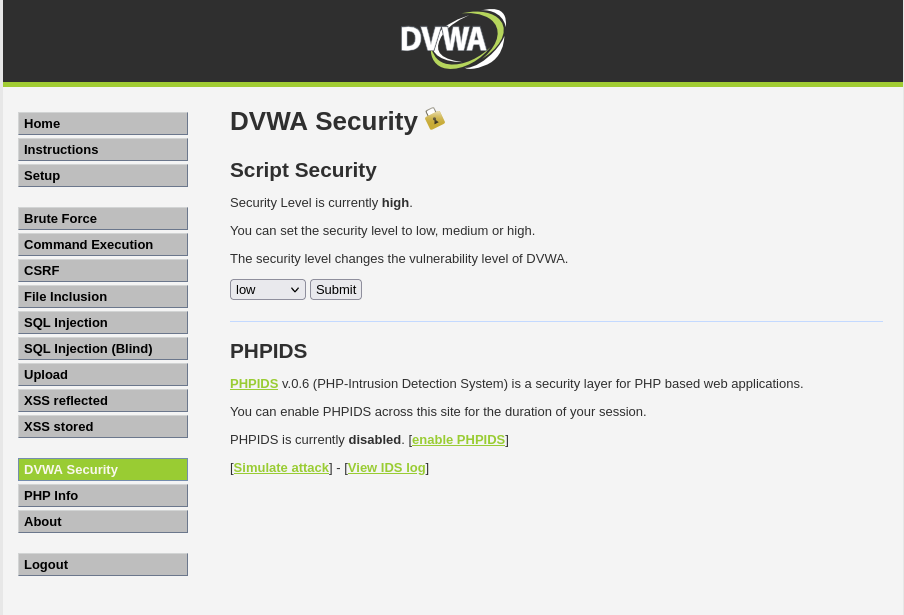 DVWA
Home
Instructions
Setup
Brute Force
Command Execution
CSRF
File Inclusion
SQL Injection
SQL Injection (Blind)
Upload
XSS reflected
XSS stored
DVWA Security
PHP Info
About
Logout
DVWA Security
Script Security
Security Level is currently high.
You can set the security level to low, medium or high.
The security level changes the vulnerability level of DVWA.
low Submit
PHPIDS
PHPIDS v.0.6 (PHP-Intrusion Detection System) is a security layer for PHP based web applications.
You can enable PHPIDS across this site for the duration of your session.
PHPIDS is currently disabled. [enable PHPIDS]
[Simulate attack] - [View IDS log]